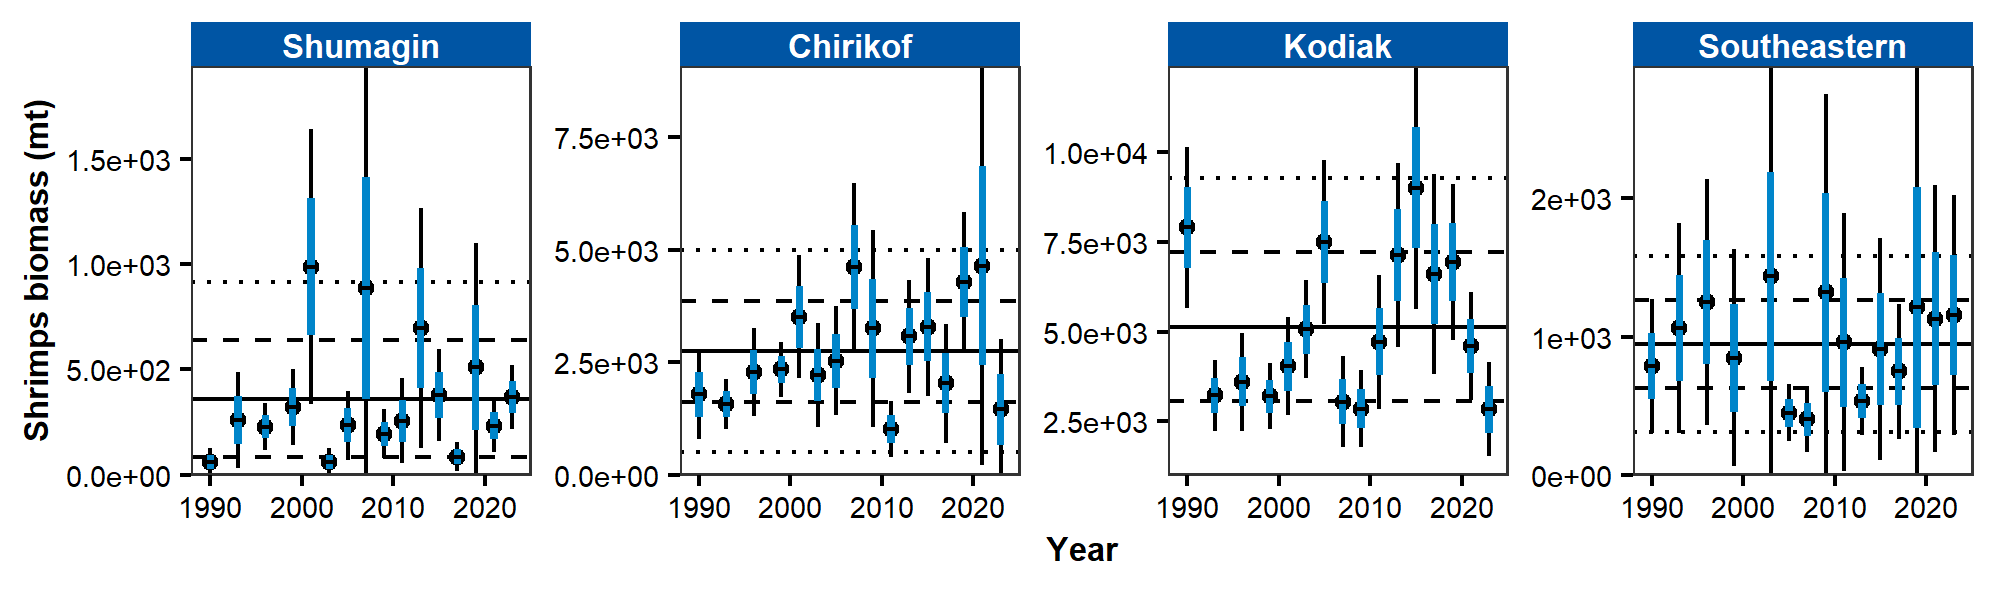 Shumagin Chirikof Kodiak Southeastern
Shrimps biomass (mt)
1.5e+03
1.0e+03
5.0e+02
0.0e+00
7.5e+03
5.0e+03
2.5e+03
0.0e+00
1.0e+04
7.5e+03
5.0e+03
2.5e+03
2e+03
1e+03
0e+00
1990 2000 2010 2020 1990 2000 2010 2020 1990 2000 2010 2020 1990 2000 2010 2020
Year